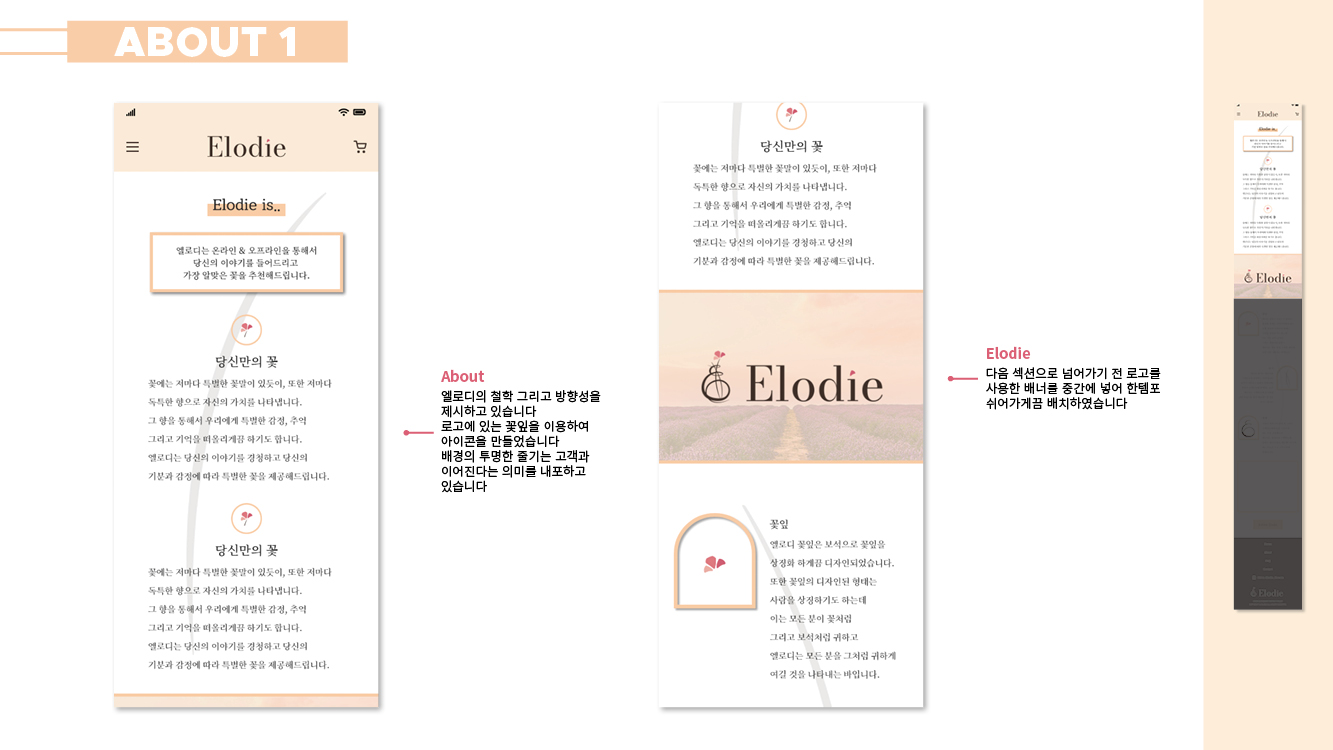 ABOUT 1
Elodie
Elodie is..
엘로디는 온라인 & 오프라인을 통해서
당신의 이야기를 들어드리고
가장 알맞은 꽃을 추천해드립니다.
당신만의 꽃
꽃에는 저마다 특별한 꽃말이 있듯이, 또한 저마다
독특한 향으로 자신의 가치를 나타냅니다.
그 향을 통해서 우리에게 특별한 감정, 추억
그리고 기억을 떠올리게끔 하기도 합니다.
엘로디는 당신의 이야기를 경청하고 당신의
기분과 감정에 따라 특별한 꽃을 제공해드립니다.
당신만의 꽃
꽃에는 저마다 특별한 꽃말이 있듯이, 또한 저마다
독특한 향으로 자신의 가치를 나타냅니다.
그 향을 통해서 우리에게 특별한 감정, 추억
그리고 기억을 떠올리게끔 하기도 합니다.
엘로디는 당신의 이야기를 경청하고 당신의
기분과 감정에 따라 특별한 꽃을 제공해드립니다.
About
엘로디의 철학 그리고 방향성을
제시하고 있습니다
로고에 있는 꽃잎을 이용하여
아이콘을 만들었습니다
배경의 투명한 줄기는 고객과
이어진다는 의미를 내포하고
있습니다
당신만의 꽃
꽃에는 저마다 특별한 꽃말이 있듯이, 또한 저마다
독특한 향으로 자신의 가치를 나타냅니다.
그 향을 통해서 우리에게 특별한 감정, 추억
그리고 기억을 떠올리게끔 하기도 합니다.
엘로디는 당신의 이야기를 경청하고 당신의
기분과 감정에 따라 특별한 꽃을 제공해드립니다.
Elodie
꽃잎
엘로디 꽃잎은 보석으로 꽃잎을
상징화 하게끔 디자인되었습니다.
또한 꽃잎의 디자인된 형태는
사람을 상징하기도 하는데
이는 모든 분이 꽃처럼
그리고 보석처럼 귀하고
엘로디는 모든 분을 그처럼 귀하게
여길 것을 나타내는 바입니다.
Elodie
다음 섹션으로 넘어가기 전 로고를
사용한 배너를 중간에 넣어 한템포
쉬어가게끔 배치하였습니다
Elodie
Elodie is..
당신만의 꽃
당신만의 꽃
Elodie
Elodie